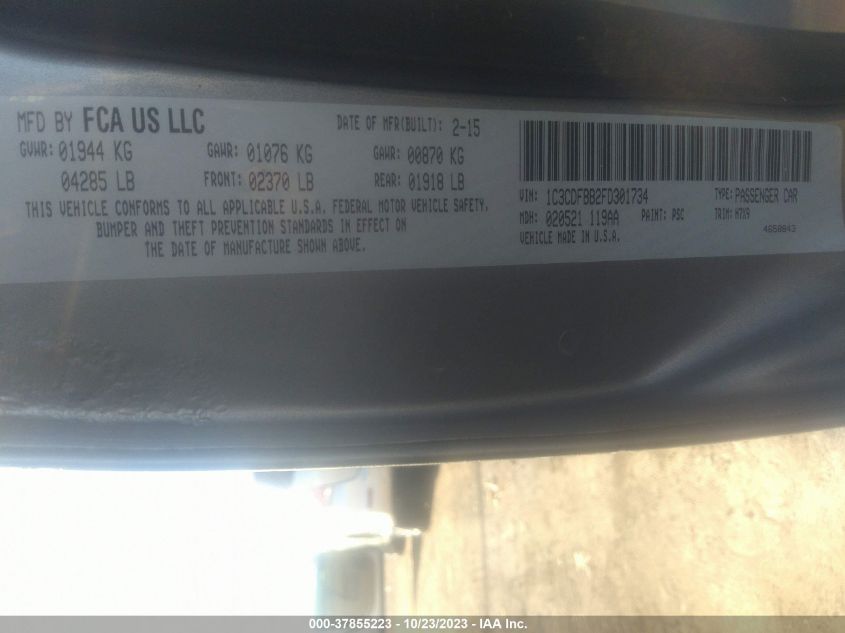 MFD BY FCA US LLC
DATE OF MFR(BUILT): 2-15
GVWR: 01944 KG GAWR: 01076 KG GAWR: 00870 KG
04285 LB FRONT: 02370 LB REAR: 01918 LB
THIS VEHICLE CONFORMS TO ALL APPLICABLE U.S.A. FEDERAL MOTOR VEHICLE SAFETY,
BUMPER AND THEFT PREVENTION STANDARDS IN EFFECT ON
THE DATE OF MANUFACTURE SHOWN ABOVE.
VIN: 1C3CDFBB2FD301734 TYPE: PASSENGER CAR
MDH: 020521 119AA PAINT: PSC TRIM: H7X9
VEHICLE MADE IN U.S.A. 4658843
000-37855223 - 10/23/2023 - IAA Inc.